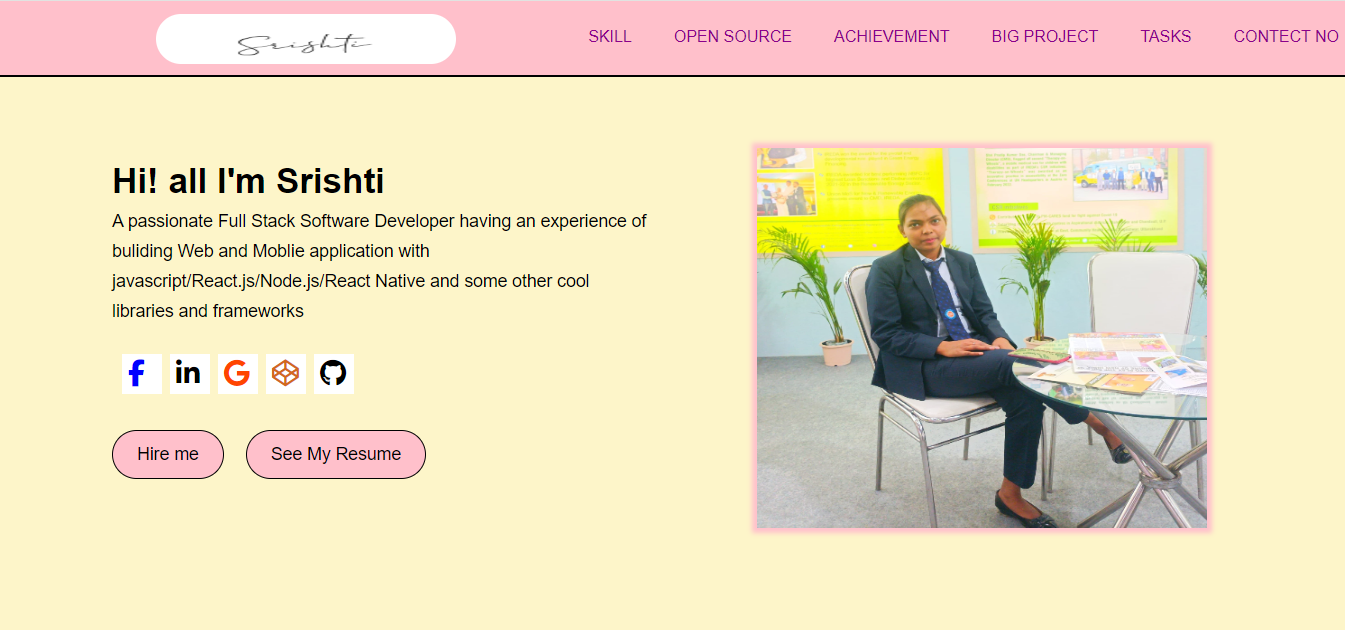 Srishti
SKILL OPEN SOURCE ACHIEVEMENT BIG PROJECT TASKS CONTECT NO
Hi! all I'm Srishti
A passionate Full Stack Software Developer having an experience of
buliding Web and Moblie application with
javascript/React.js/Node.js/React Native and some other cool
libraries and frameworks
Hire me
See My Resume